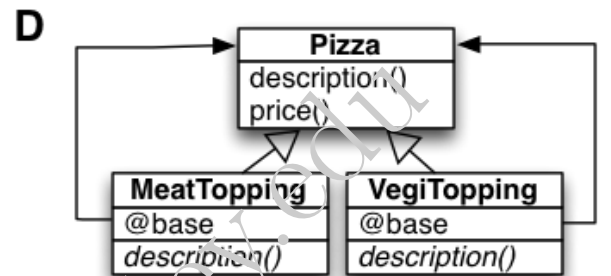 D
Pizza
description()
price()
MeatTopping
@base
description()
VegiTopping
@base
description()